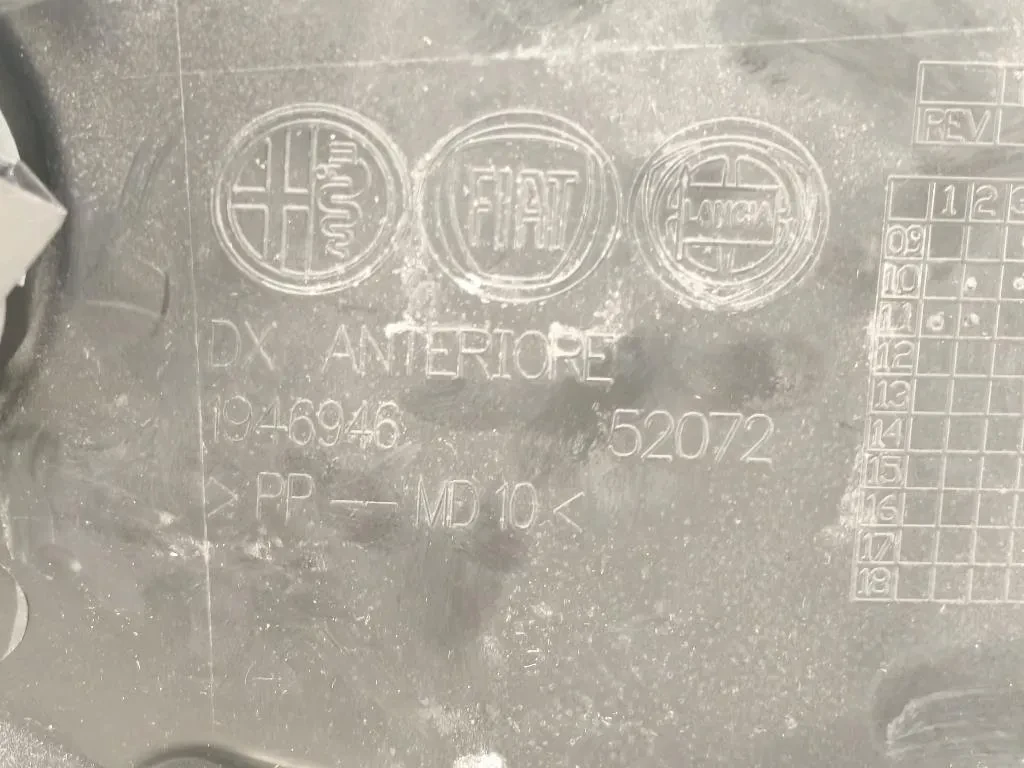 FIAT
LANCIA
DX ANTERIORE
1946946 52072
>PP — MD 10<
REV
1 2 3
09
10
11
12
13
14
15
16
17
18